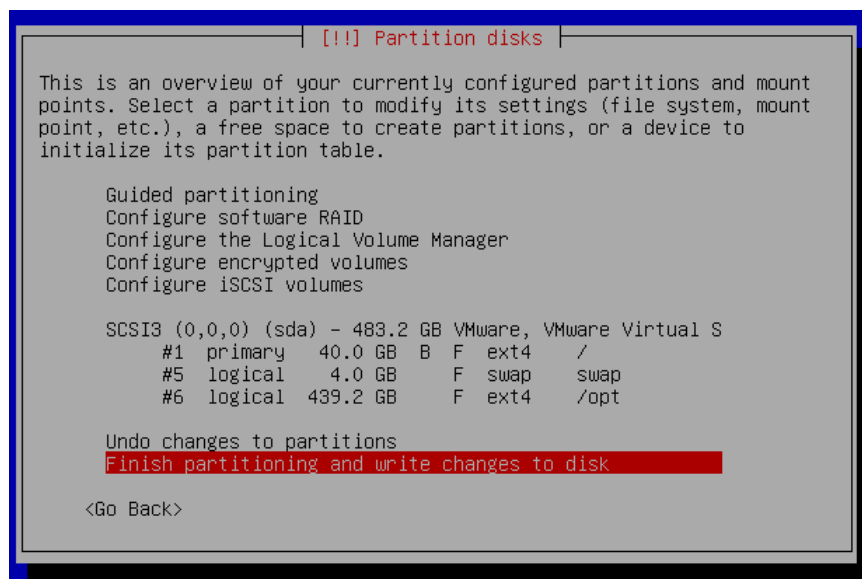 [!!] Partition disks
This is an overview of your currently configured partitions and mount
points. Select a partition to modify its settings (file system, mount
point, etc.), a free space to create partitions, or a device to
initialize its partition table.
Guided partitioning
Configure software RAID
Configure the Logical Volume Manager
Configure encrypted volumes
Configure iSCSI volumes
SCSI3 (0,0,0) (sda) - 483.2 GB VMware, VMware Virtual S
#1 primary 40.0 GB B F ext4 /
#5 logical 4.0 GB F swap swap
#6 logical 439.2 GB F ext4 /opt
Undo changes to partitions
Finish partitioning and write changes to disk
<Go Back>